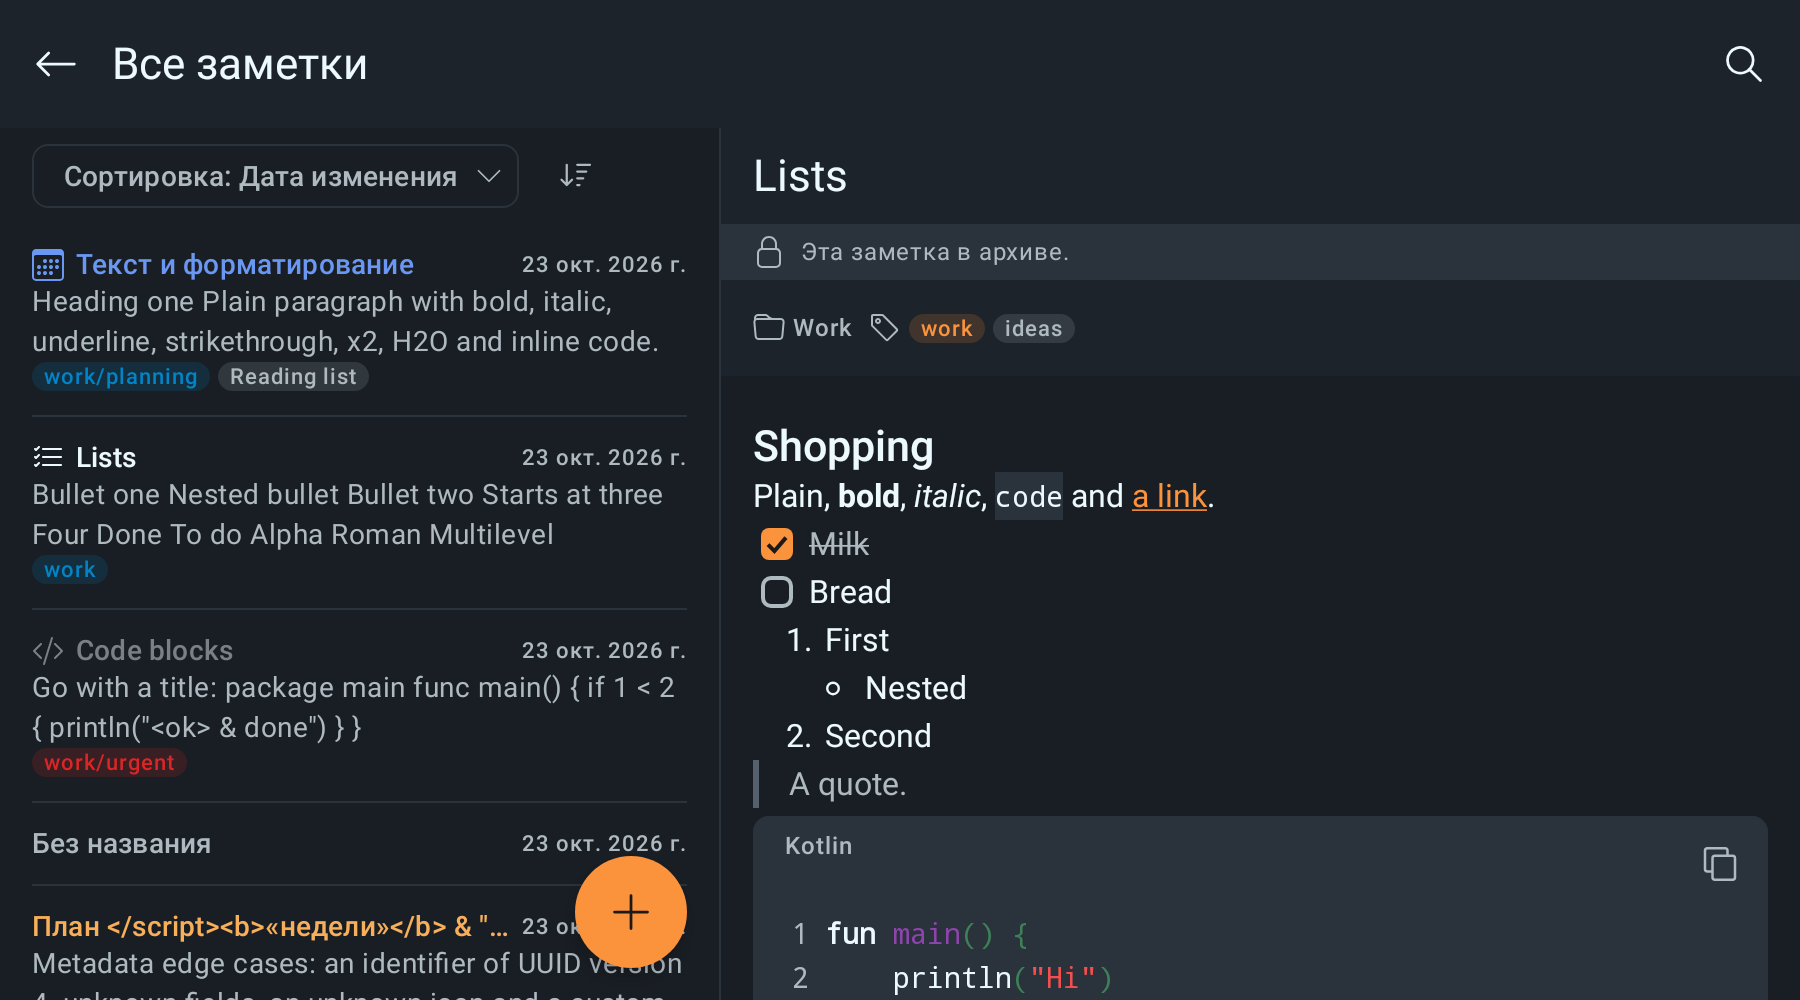 Все заметки
Сортировка: Дата изменения
Текст и форматирование 23 окт. 2026 г.
Heading one Plain paragraph with bold, italic,
underline, strikethrough, x2, H2O and inline code.
work/planning Reading list
Lists 23 окт. 2026 г.
Bullet one Nested bullet Bullet two Starts at three
Four Done To do Alpha Roman Multilevel
work
Code blocks 23 окт. 2026 г.
Go with a title: package main func main() { if 1 < 2
{ println("<ok> & done") } }
work/urgent
Без названия 23 окт. 2026 г.
План </script><b>«недели»</b> & "… 23
Metadata edge cases: an identifier of UUID version
Lists
Эта заметка в архиве.
Work work ideas
Shopping
Plain, bold, italic, code and a link.
Milk
Bread
1. First
Nested
2. Second
A quote.
Kotlin
1 fun main() {
2 println("Hi")